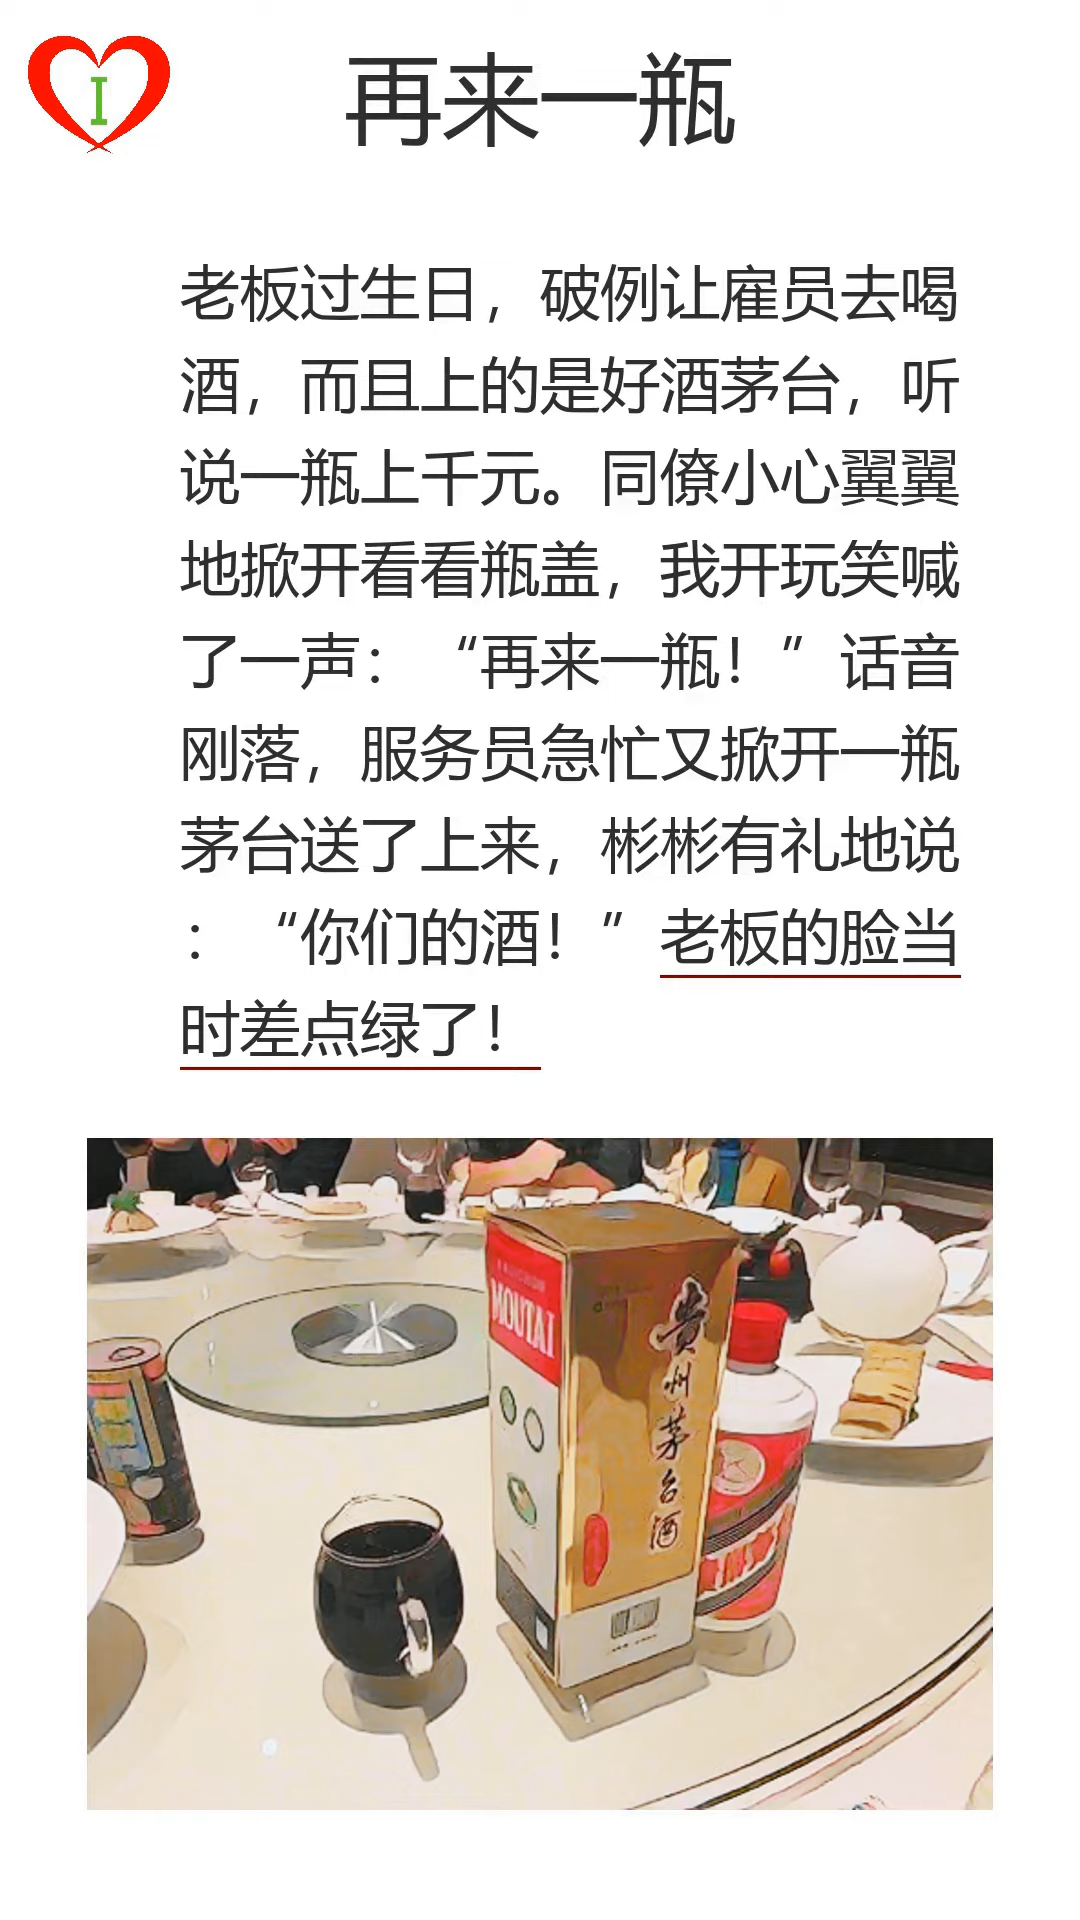 I
再来一瓶
老板过生日，破例让雇员去喝
酒，而且上的是好酒茅台，听
说一瓶上千元。同僚小心翼翼
地掀开看看瓶盖，我开玩笑喊
了一声：“再来一瓶！”话音
刚落，服务员急忙又掀开一瓶
茅台送了上来，彬彬有礼地说
：“你们的酒！”老板的脸当
时差点绿了！
MOUTAI
贵州茅台酒